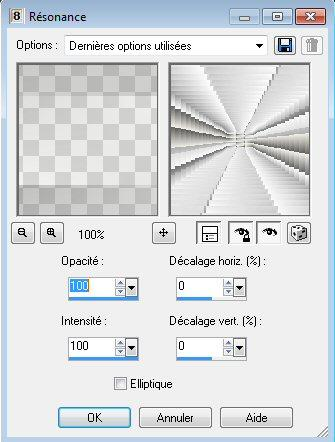 8 Résonance
Options : Dernières options utilisées
100%
Opacité : Décalage horiz. (%) :
100 0
Intensité : Décalage vert. (%) :
100 0
Elliptique
OK Annuler Aide